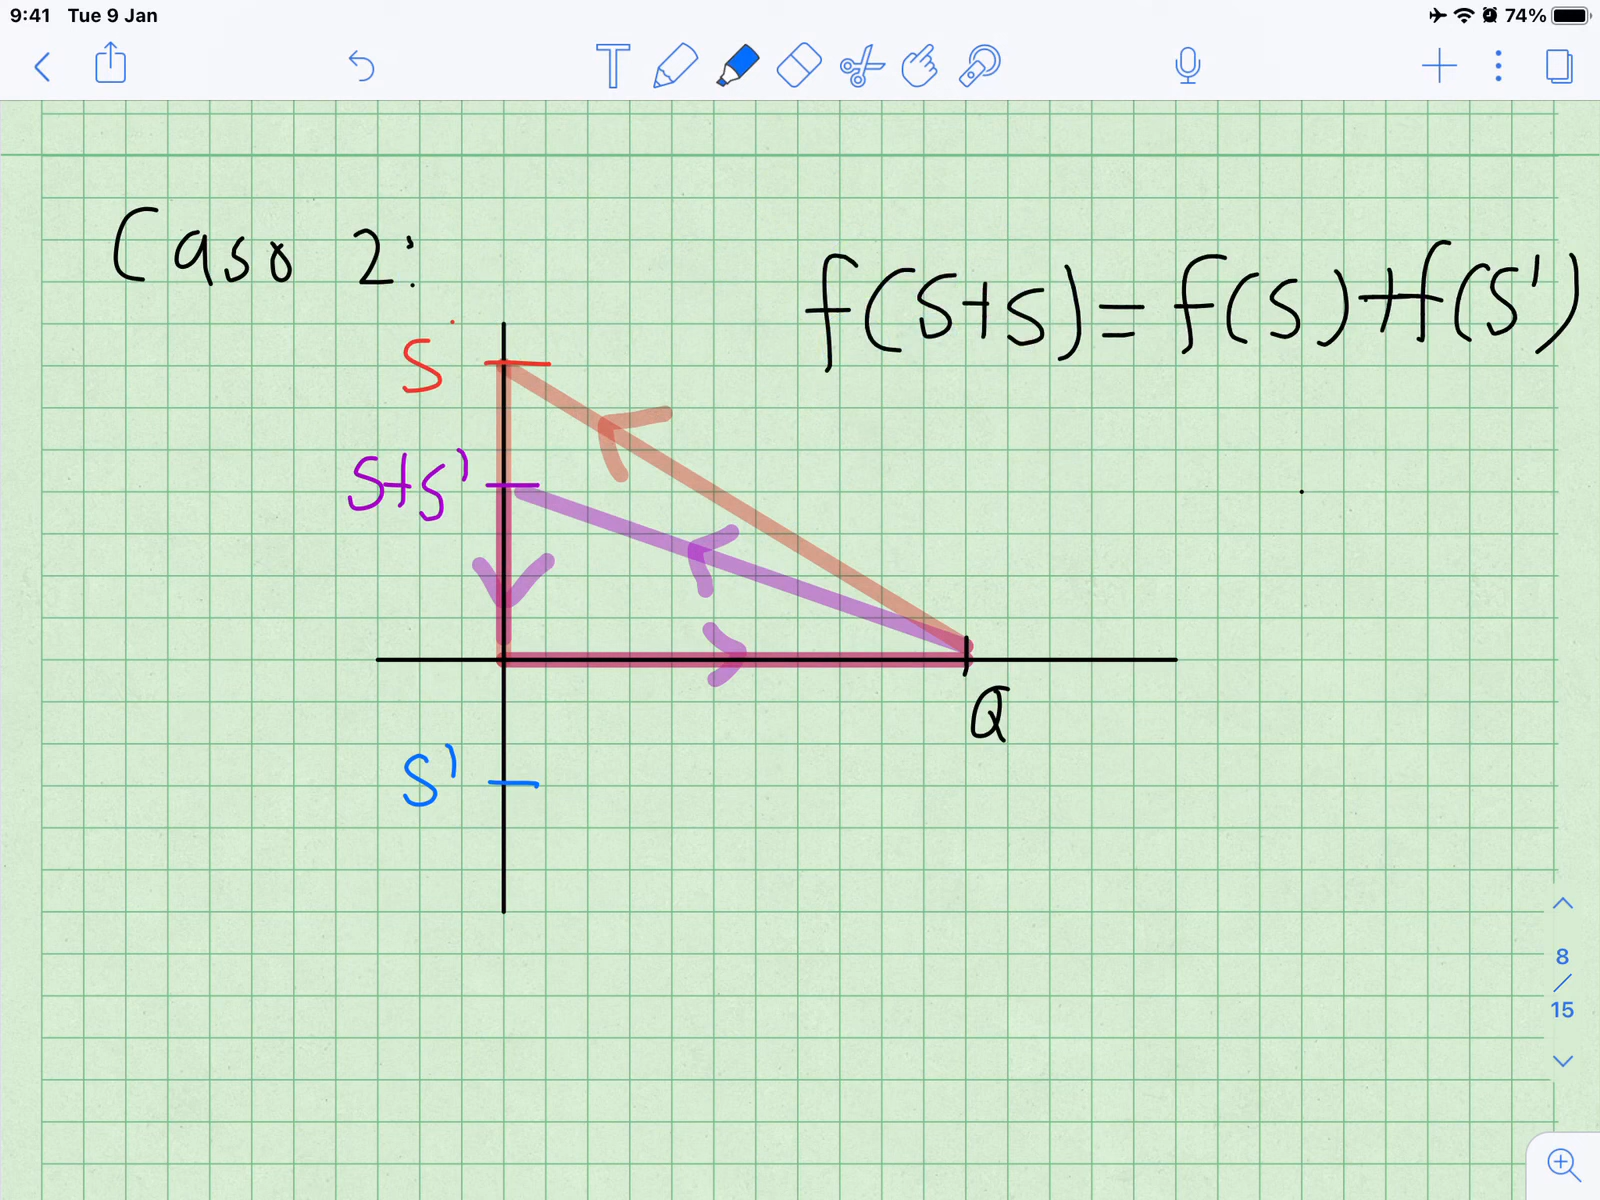 9:41 Tue 9 Jan 74%
T
Caso 2:
f(S+S)=f(S)+f(S')
S
S+S'
Q
S'
8
/
15